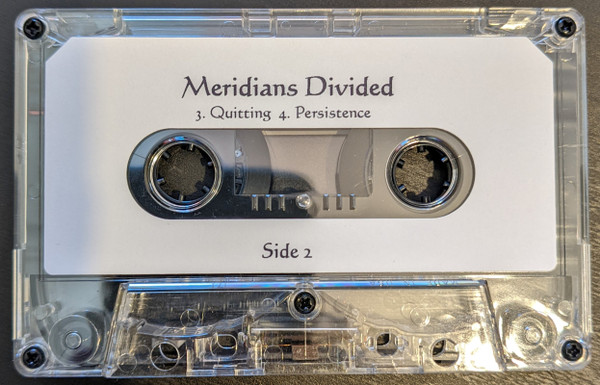 Meridians Divided
3. Quitting 4. Persistence
Side 2